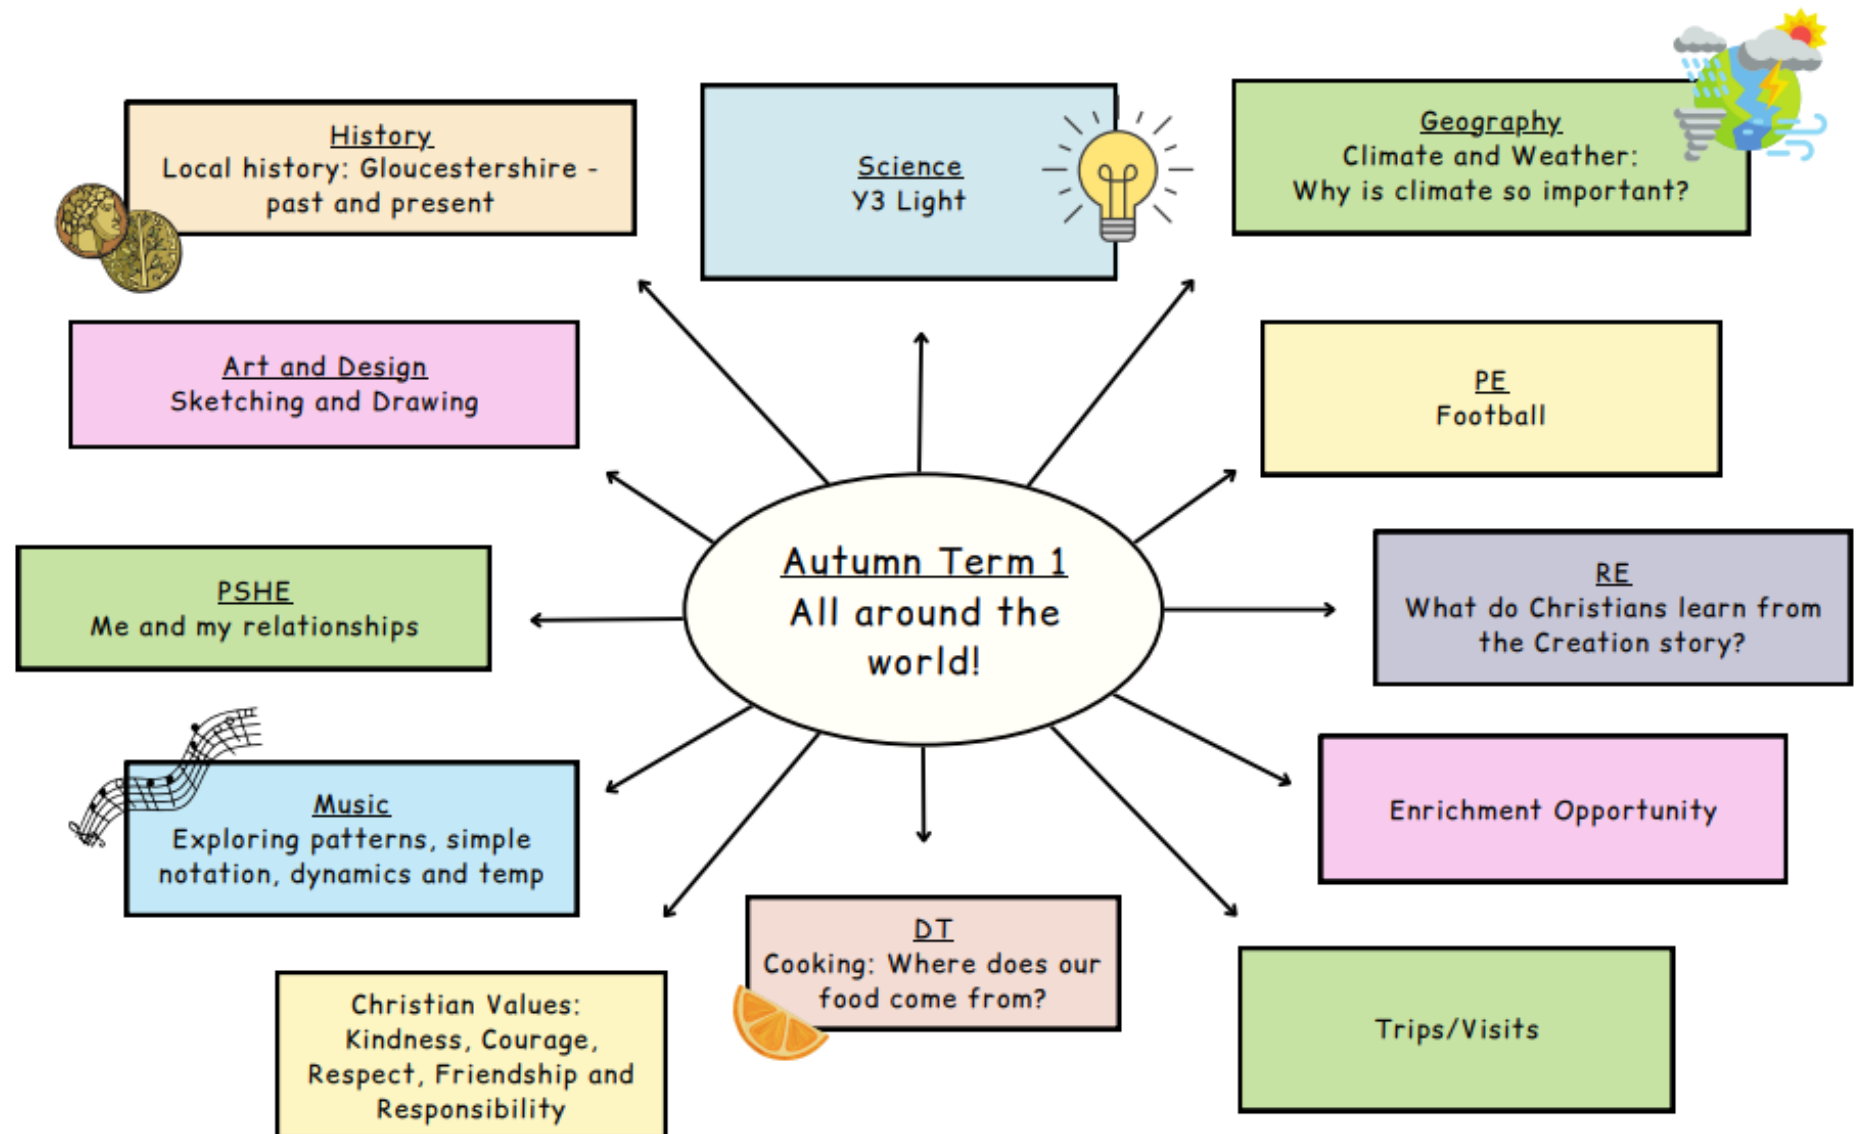 History
Local history: Gloucestershire -
past and present
Science
Y3 Light
Geography
Climate and Weather:
Why is climate so important?
Art and Design
Sketching and Drawing
PE
Football
Autumn Term 1
All around the
world!
PSHE
Me and my relationships
RE
What do Christians learn from
the Creation story?
Music
Exploring patterns, simple
notation, dynamics and temp
Enrichment Opportunity
Christian Values:
Kindness, Courage,
Respect, Friendship and
Responsibility
DT
Cooking: Where does our
food come from?
Trips/Visits